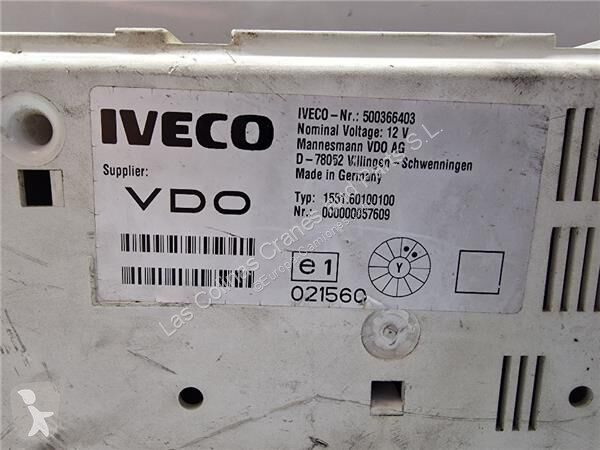 IVECO
IVECO-Nr.: 500366403
Nominal Voltage: 12 V
Mannesmann VDO AG
D-78052 Villingen-Schwenningen
Made in Germany
Supplier:
VDO
Typ: 1551.60100100
Nr.: 000000057609
e1
Y
021560